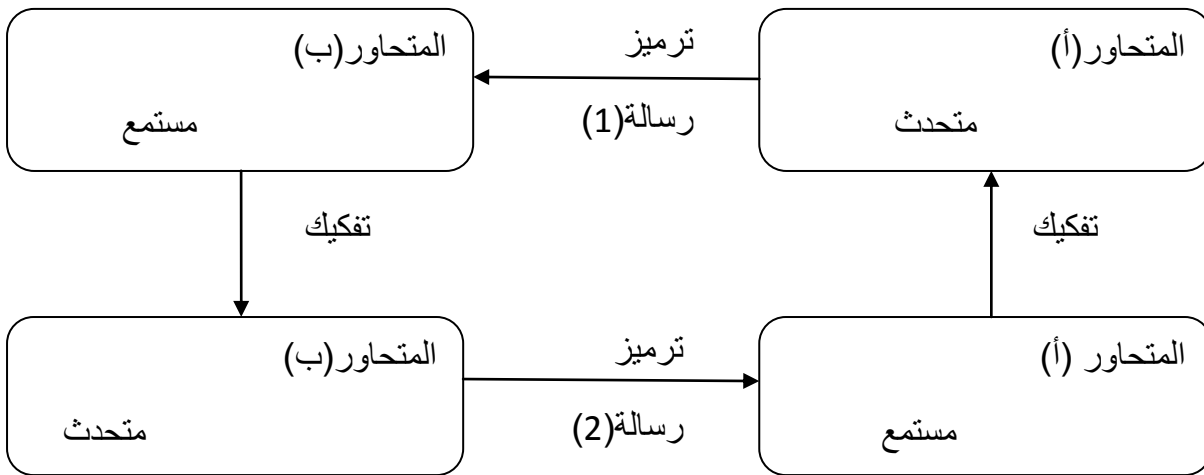 المتحاور(أ)
متحدث
ترميز
رسالة(1)
المتحاور(ب)
مستمع
تفكيك
تفكيك
المتحاور (أ)
مستمع
ترميز
رسالة(2)
المتحاور(ب)
متحدث